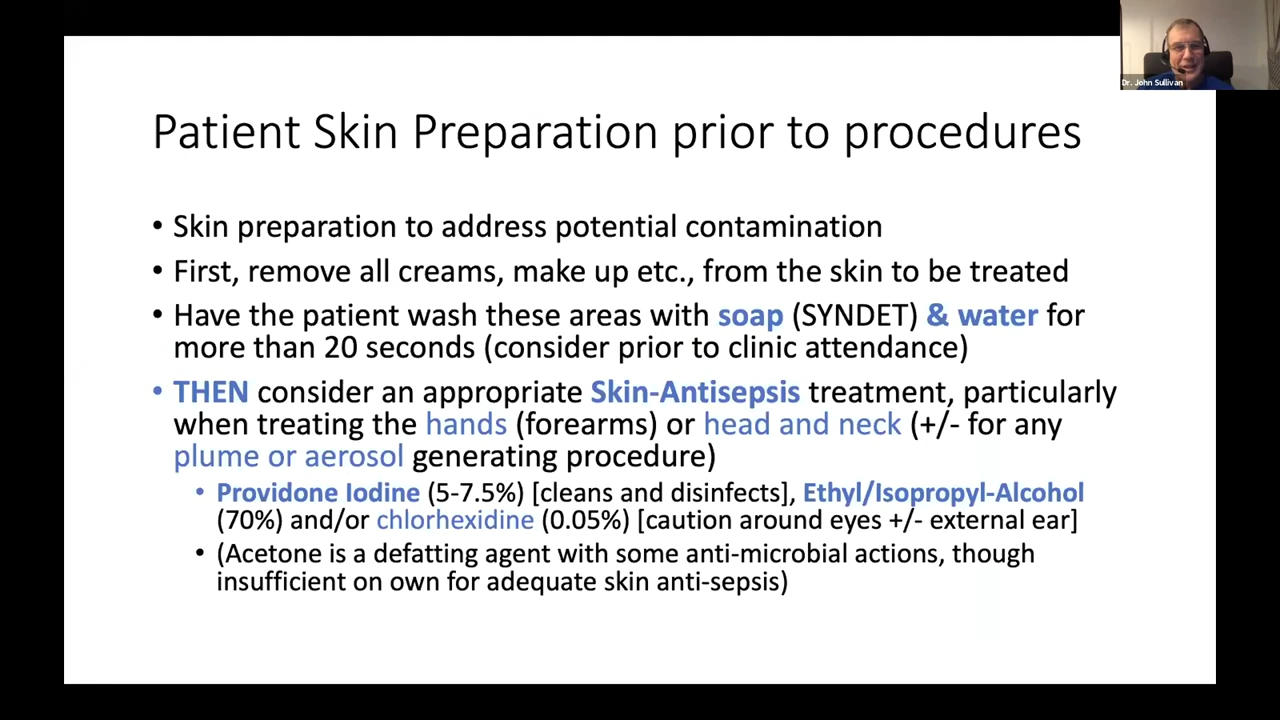 Dr. John Sullivan
Patient Skin Preparation prior to procedures
• Skin preparation to address potential contamination
• First, remove all creams, make up etc., from the skin to be treated
• Have the patient wash these areas with soap (SYNDET) & water for
more than 20 seconds (consider prior to clinic attendance)
• THEN consider an appropriate Skin-Antisepsis treatment, particularly
when treating the hands (forearms) or head and neck (+/- for any
plume or aerosol generating procedure)
• Providone Iodine (5-7.5%) [cleans and disinfects], Ethyl/Isopropyl-Alcohol
(70%) and/or chlorhexidine (0.05%) [caution around eyes +/- external ear]
• (Acetone is a defatting agent with some anti-microbial actions, though
insufficient on own for adequate skin anti-sepsis)